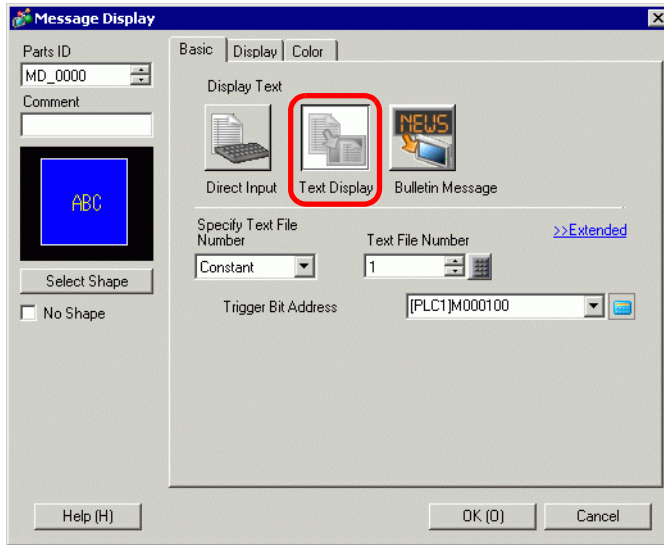 Message Display
Parts ID
MD_0000
Comment
ABC
Select Shape
No Shape
Basic
Display
Color
Display Text
NEWS
Direct Input
Text Display
Bulletin Message
Specify Text File
Number
Constant
Text File Number
1
>>Extended
Trigger Bit Address
[PLC1]M000100
Help (H)
OK (O)
Cancel